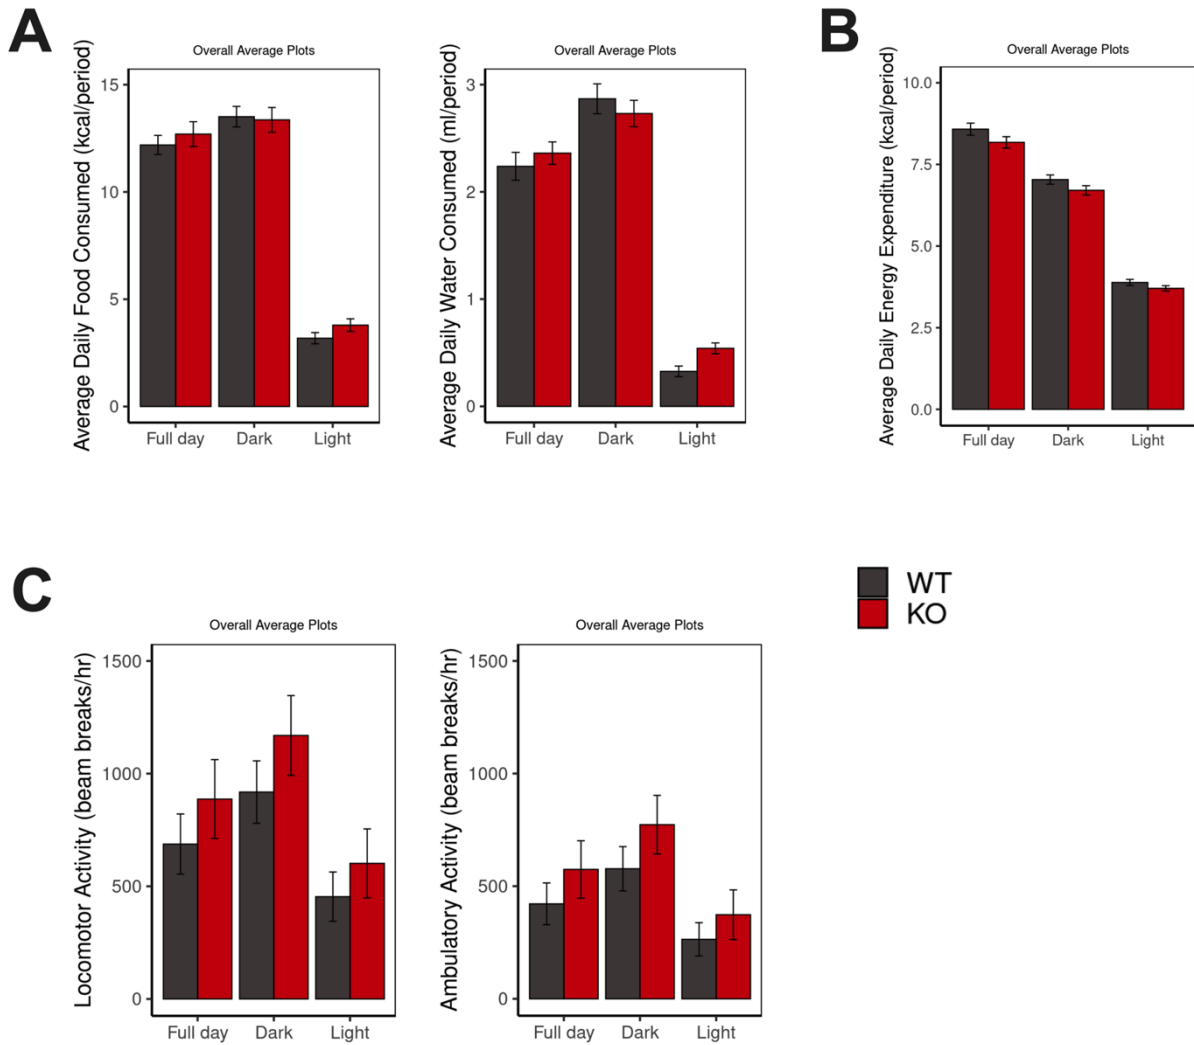 A
Overall Average Plots
Average Daily Food Consumed (kcal/period)
15
10
5
0
Full day Dark Light
Overall Average Plots
Average Daily Water Consumed (ml/period)
3
2
1
0
Full day Dark Light
B
Overall Average Plots
Average Daily Energy Expenditure (kcal/period)
10.0
7.5
5.0
2.5
0.0
Full day Dark Light
C
Overall Average Plots
Locomotor Activity (beam breaks/hr)
1500
1000
500
0
Full day Dark Light
Overall Average Plots
Ambulatory Activity (beam breaks/hr)
1500
1000
500
0
Full day Dark Light
WT
KO